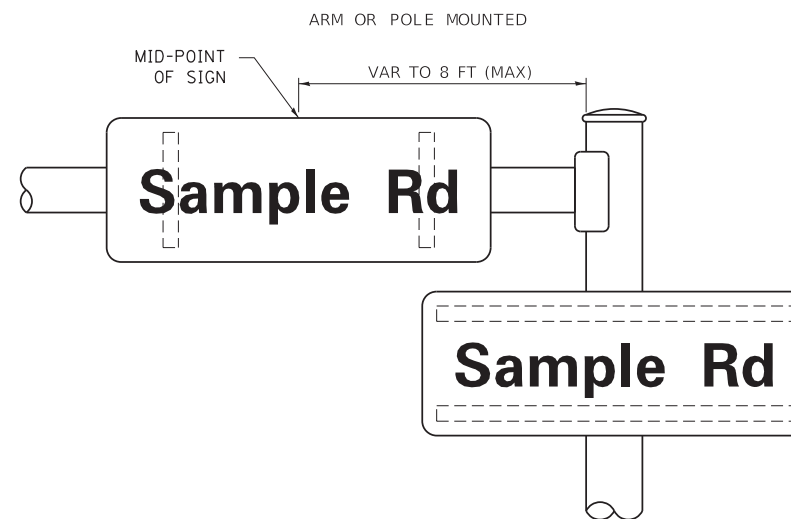 ARM OR POLE MOUNTED
MID-POINT
OF SIGN
VAR TO 8 FT (MAX)
Sample Rd
Sample Rd